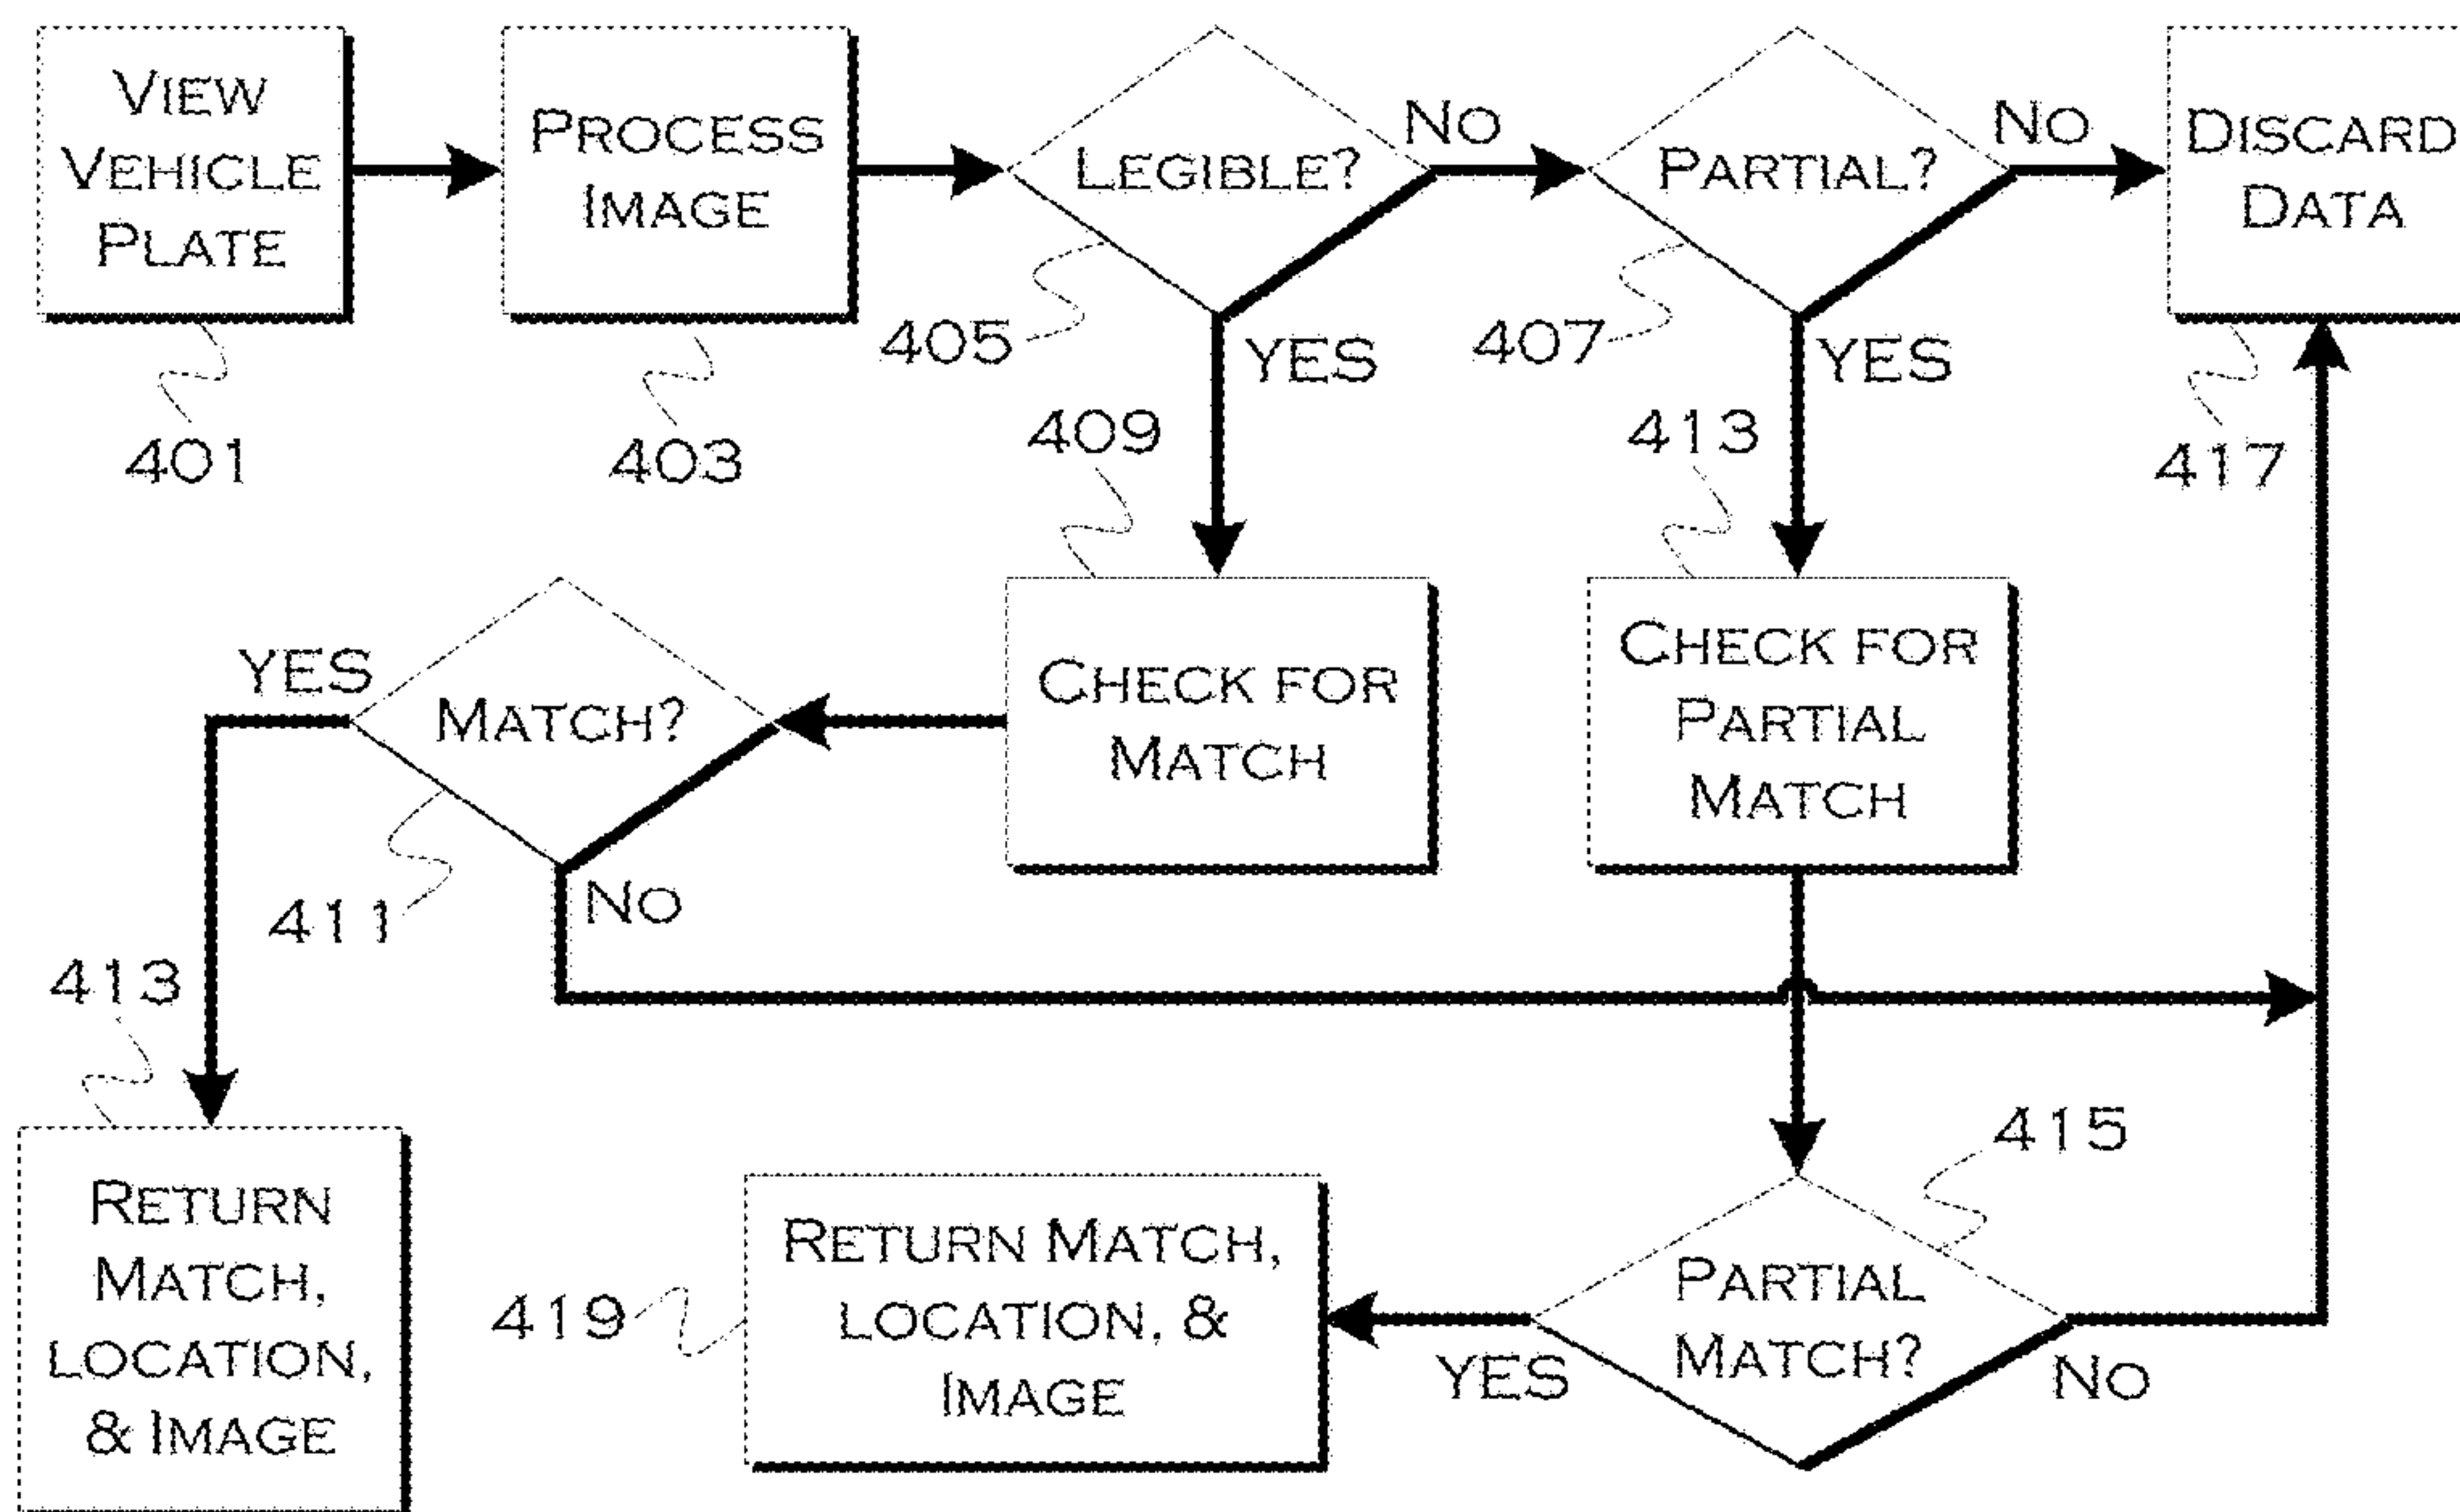 VIEW
VEHICLE
PLATE
401
PROCESS
IMAGE
403
LEGIBLE?
405
NO
YES
PARTIAL?
407
NO
YES
DISCARD
DATA
417
409
CHECK FOR
MATCH
413
CHECK FOR
PARTIAL
MATCH
MATCH?
411
YES
NO
413
RETURN
MATCH,
LOCATION,
& IMAGE
419
RETURN MATCH,
LOCATION, &
IMAGE
415
PARTIAL
MATCH?
YES
NO